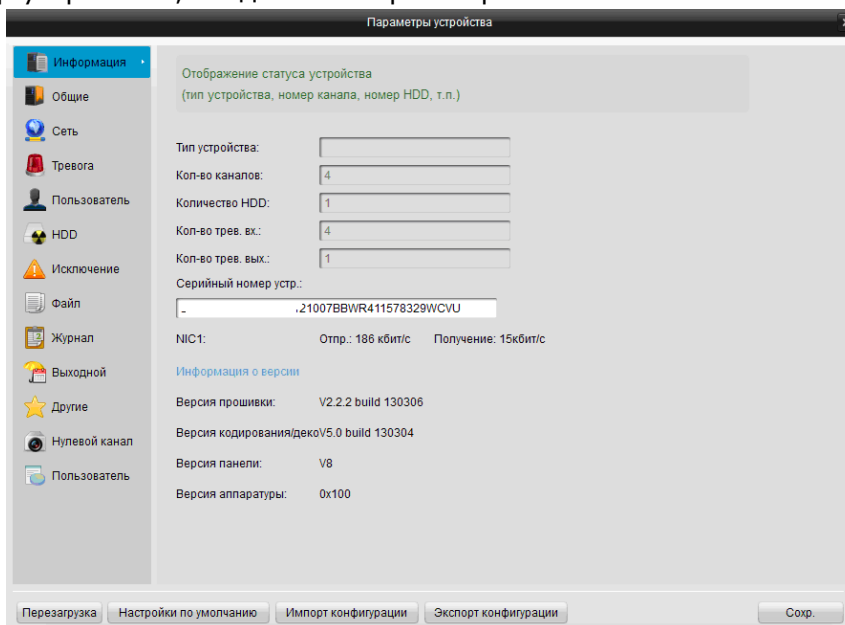 Параметры устройства
Информация
Общие
Сеть
Тревога
Пользователь
HDD
Исключение
Файл
Журнал
Выходной
Другие
Нулевой канал
Пользователь
Отображение статуса устройства
(тип устройства, номер канала, номер HDD, т.п.)
Тип устройства:
Кол-во каналов: 4
Количество HDD: 1
Кол-во трев. вх.: 4
Кол-во трев. вых.: 1
Серийный номер устр.:
21007BBWR411578329WCVU
NIC1: Отпр.: 186 кбит/с Получение: 15кбит/с
Информация о версии
Версия прошивки: V2.2.2 build 130306
Версия кодирования/декоV5.0 build 130304
Версия панели: V8
Версия аппаратуры: 0x100
Перезагрузка Настройки по умолчанию Импорт конфигурации Экспорт конфигурации Сохр.